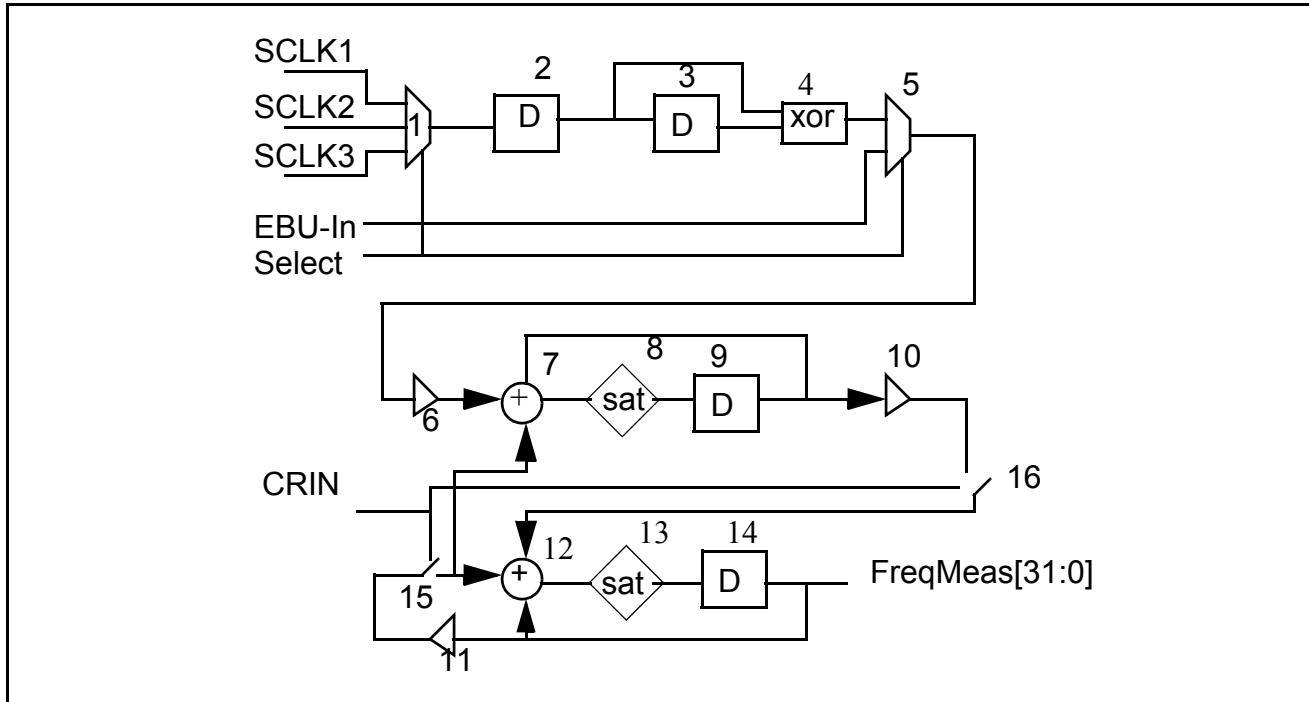 SCLK1
2
3
4
5
SCLK2
1
D
D
xor
SCLK3
EBU-In
Select
7
8
9
10
6
+
sat
D
CRIN
16
12
13
14
15
+
sat
D
FreqMeas[31:0]
11